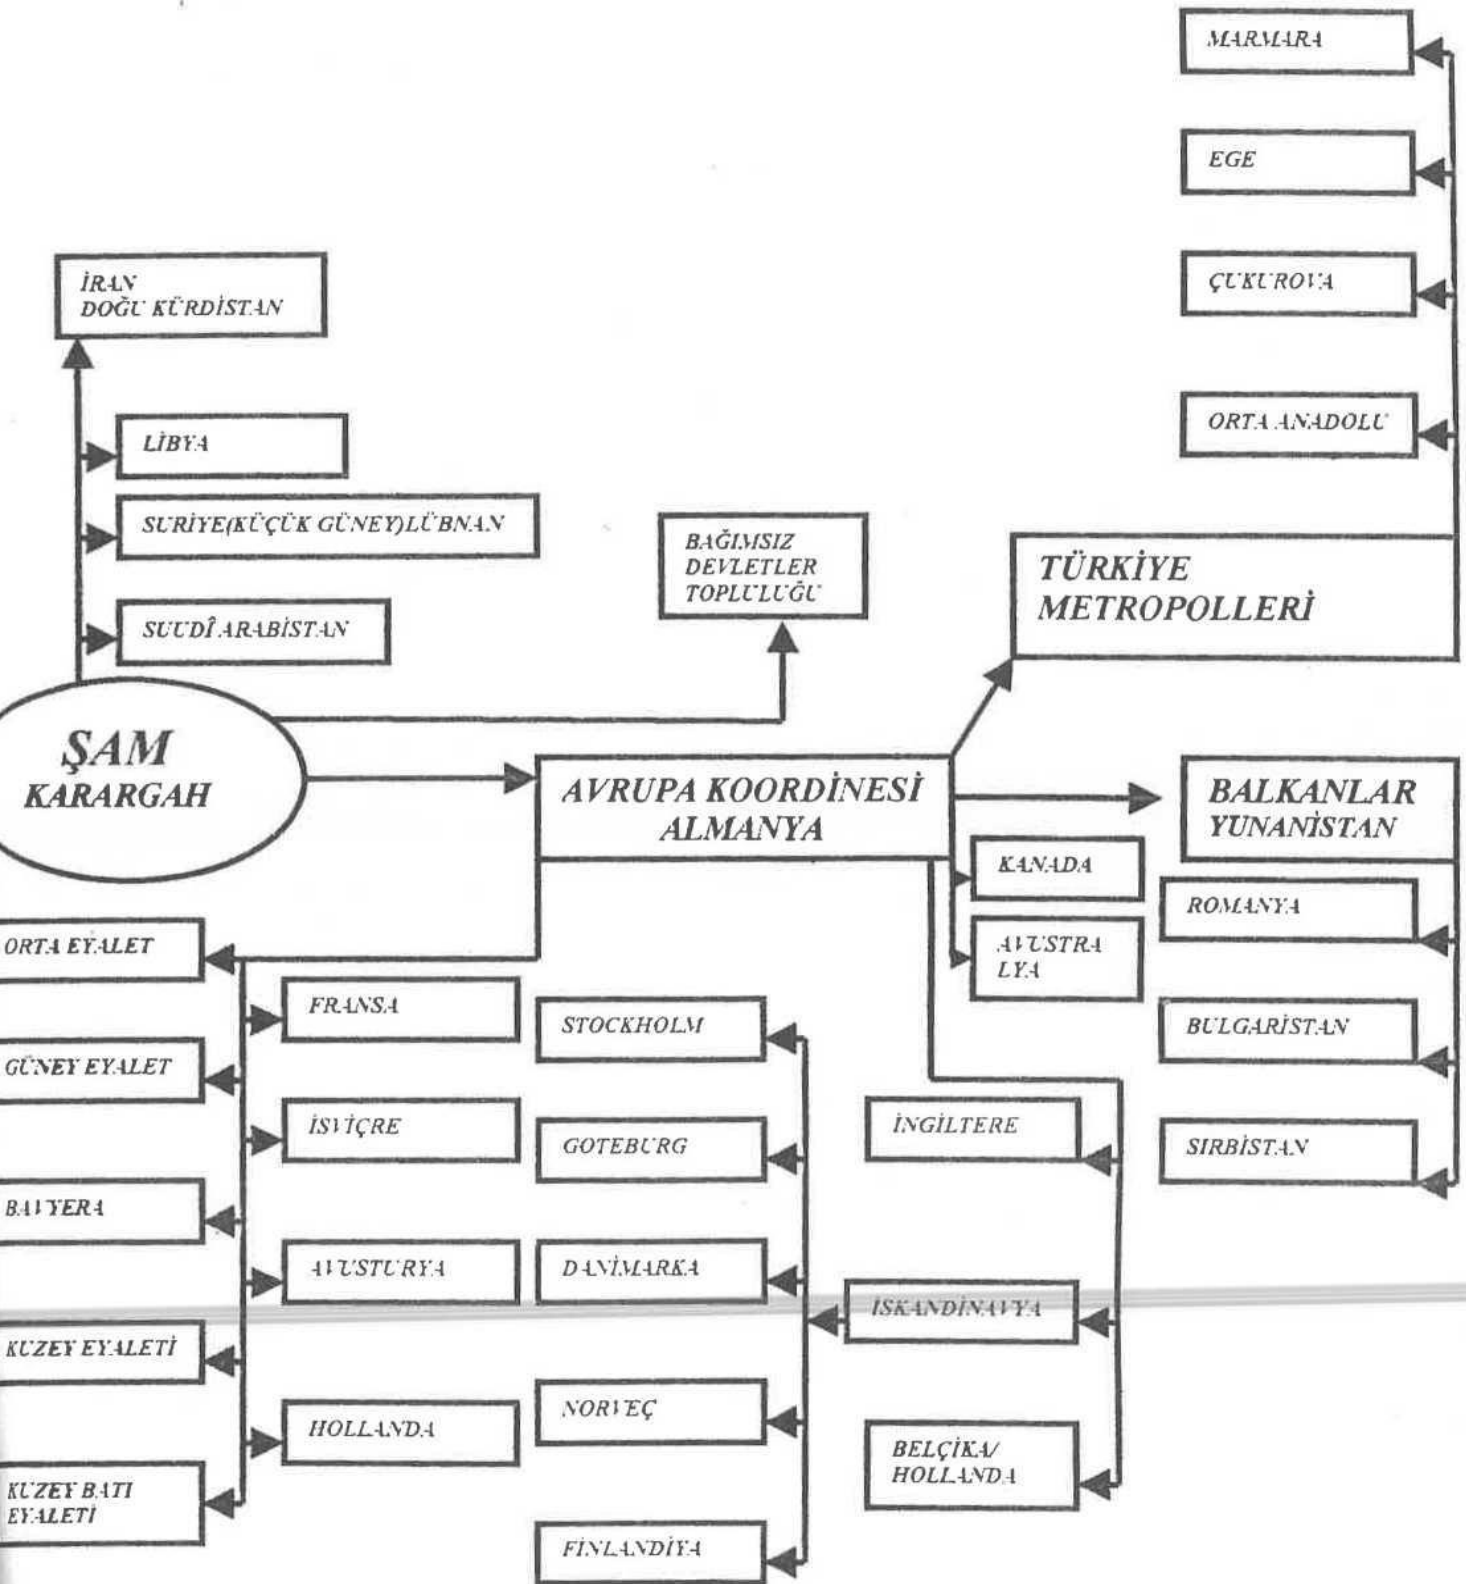 MARMARA
EGE
ÇUKUROVA
ORTA ANADOLU
İRAN
DOĞU KÜRDİSTAN
LİBYA
SURİYE(KÜÇÜK GÜNEY)LÜBNAN
SUUDÎ ARABİSTAN
BAĞIMSIZ
DEVLETLER
TOPLULUĞU
TÜRKİYE
METROPOLLERİ
ŞAM
KARARGAH
AVRUPA KOORDİNESİ
ALMANYA
BALKANLAR
YUNANİSTAN
KANADA
AVUSTRA
LYA
ROMANYA
BULGARİSTAN
SIRBİSTAN
ORTA EYALET
GÜNEY EYALET
BAVYERA
KUZEY EYALETİ
KUZEY BATI
EYALETİ
FRANSA
İSVİÇRE
AVUSTURYA
HOLLANDA
STOCKHOLM
GOTEBURG
DANİMARKA
NORVEÇ
FİNLANDİYA
İNGİLTERE
İSKANDİNAVYA
BELÇİKA/
HOLLANDA